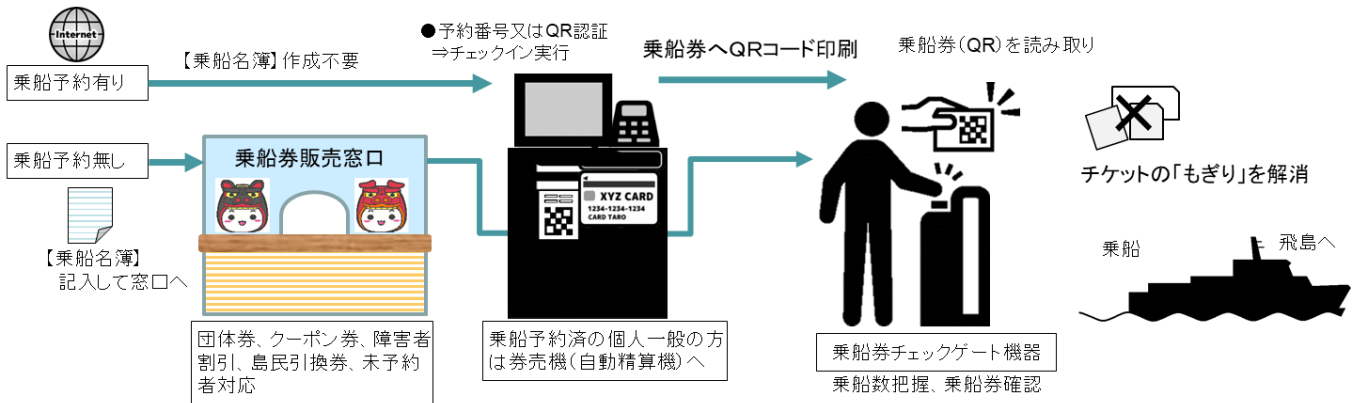 Internet
乗船予約有り
【乗船名簿】作成不要
●予約番号又はQR認証
⇒チェックイン実行
乗船券へQRコード印刷
乗船券(QR)を読み取り
乗船予約無し
乗船券販売窓口
【乗船名簿】
記入して窓口へ
XYZ CARD
1234-1234-1234
CARD TARO
チケットの「もぎり」を解消
乗船
飛島へ
団体券、クーポン券、障害者
割引、島民引換券、未予約
者対応
乗船予約済の個人一般の方
は券売機(自動精算機)へ
乗船券チェックゲート機器
乗船数把握、乗船券確認